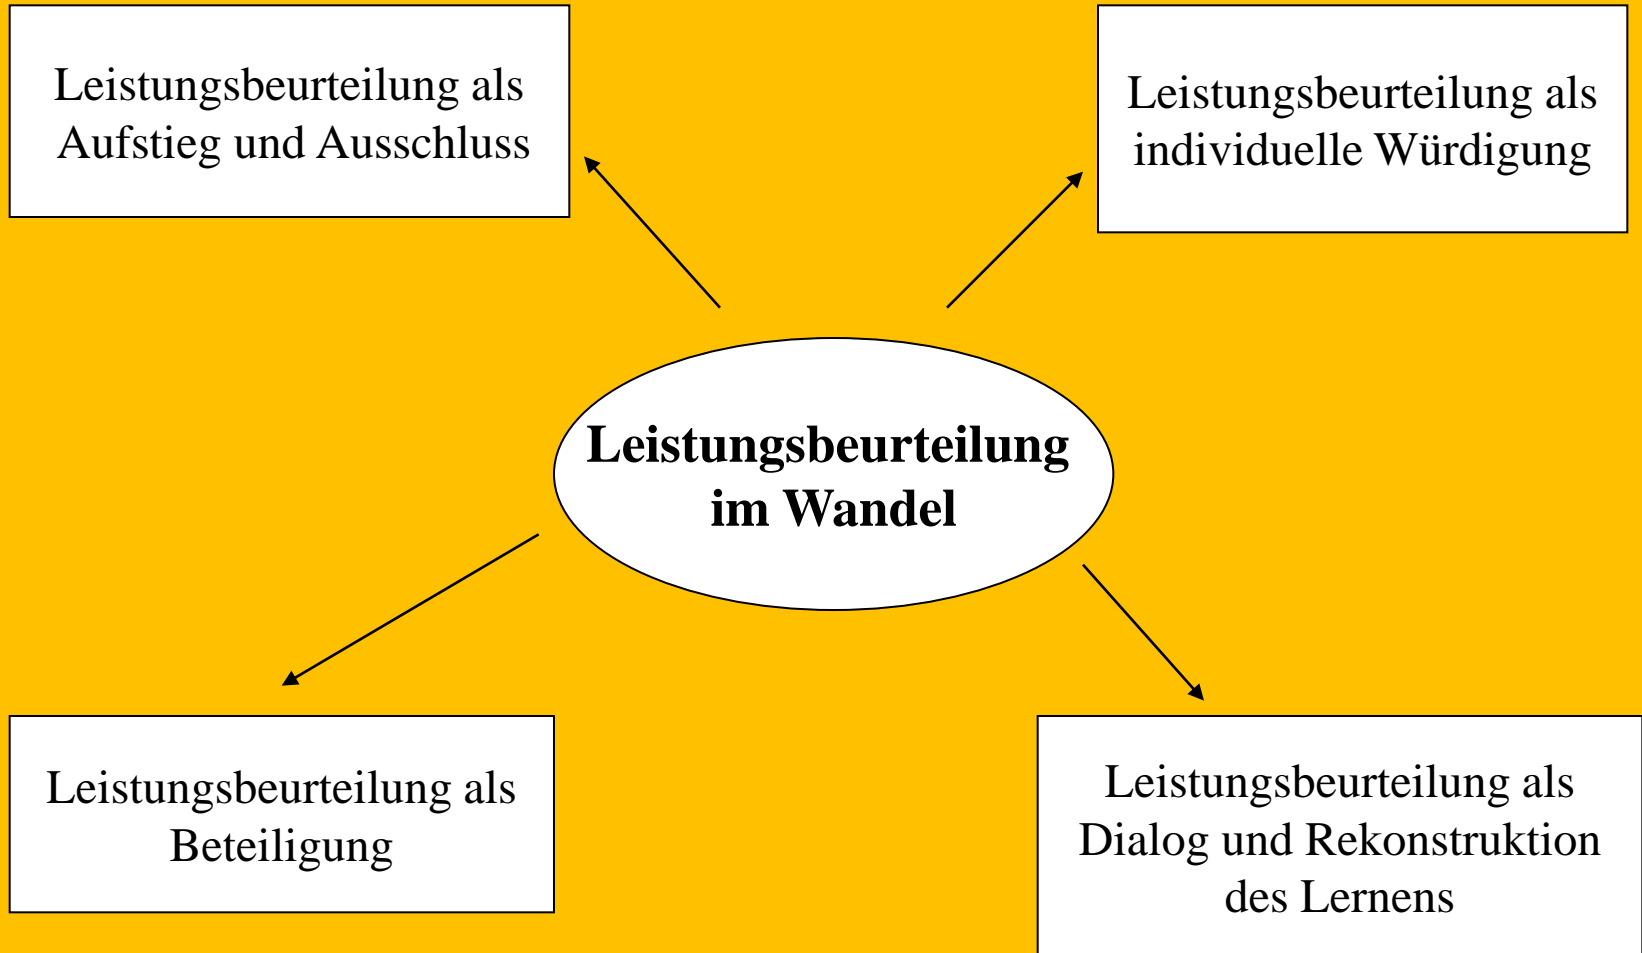 Leistungsbeurteilung als
Aufstieg und Ausschluss
Leistungsbeurteilung als
individuelle Würdigung
Leistungsbeurteilung
im Wandel
Leistungsbeurteilung als
Beteiligung
Leistungsbeurteilung als
Dialog und Rekonstruktion
des Lernens